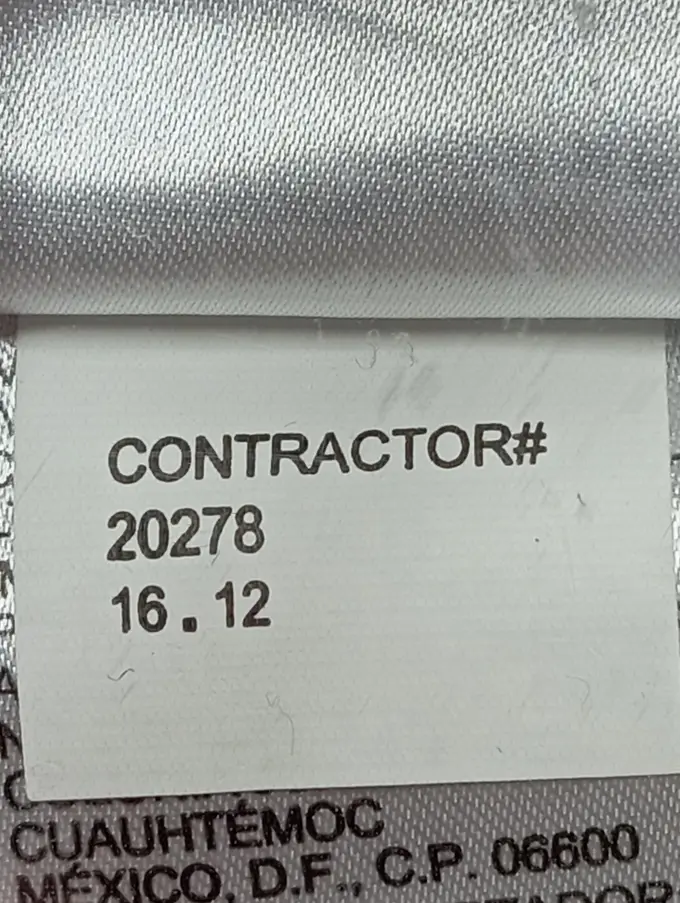 CONTRACTOR#
20278
16.12
CUAUHTÉMOC
MÉXICO, D.F., C.P. 06600